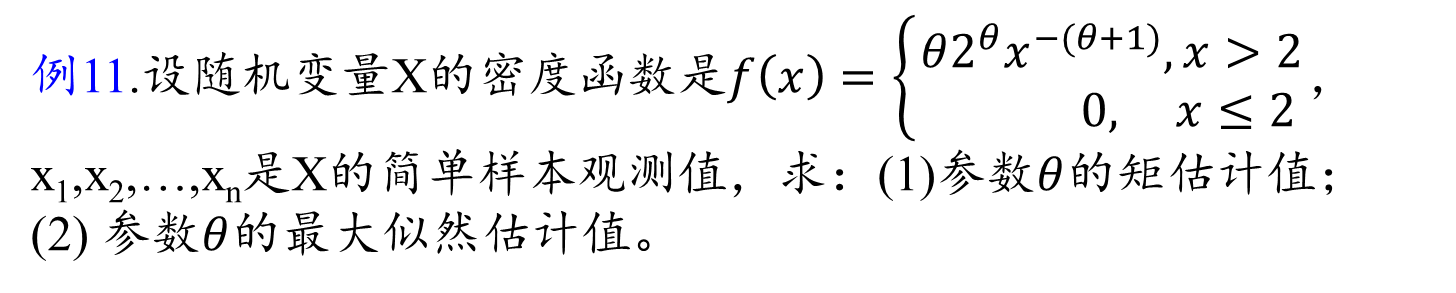 例11.设随机变量X的密度函数是f(x) = { θ2^θ x^{-(θ+1)}, x > 2
0, x ≤ 2 ,
x₁,x₂,…,xₙ是X的简单样本观测值，求：(1)参数θ的矩估计值；
(2) 参数θ的最大似然估计值。